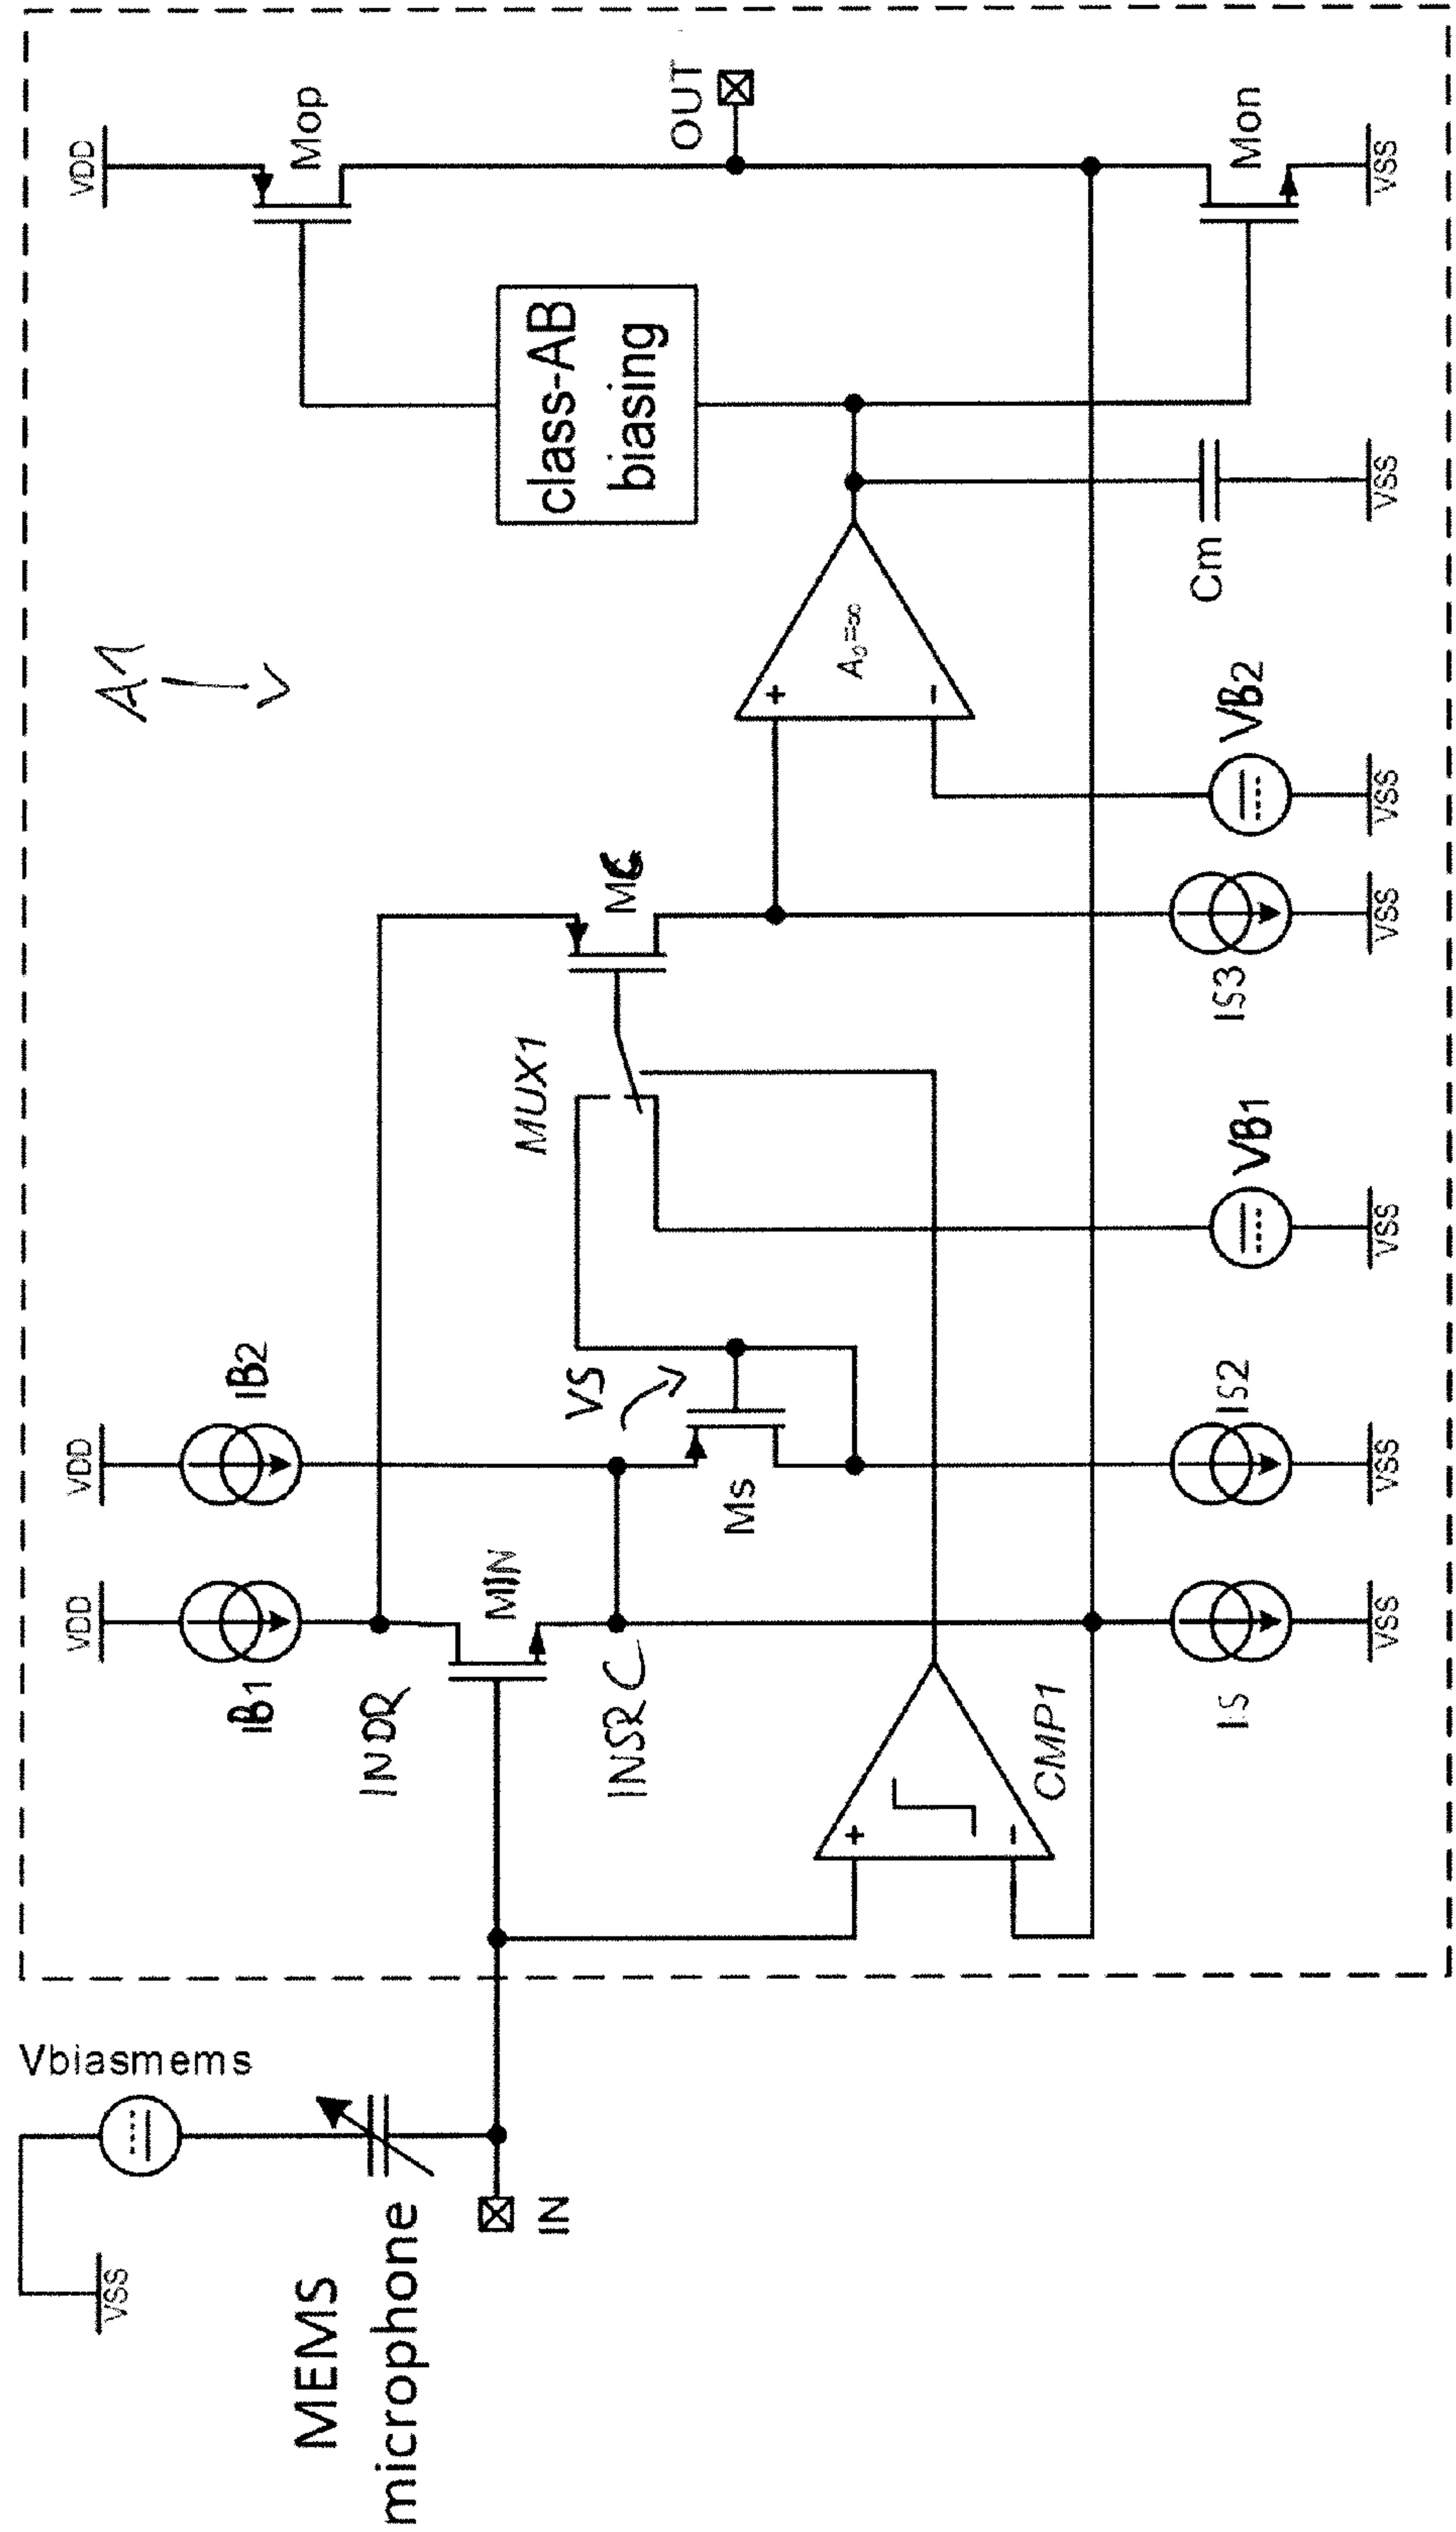 A1
VDD
VDD
VDD
IB1
IB2
Mop
class-AB
biasing
OUT
Vbiasmems
VSS
MEMS
microphone
IN
INDR
MIN
INSRC
VS
Ms
MUX1
MC
+
-
A₀=∞
+
-
CMP1
Mon
Cm
IS
IS2
VB1
IS3
VB2
VSS
VSS
VSS
VSS
VSS
VSS
VSS